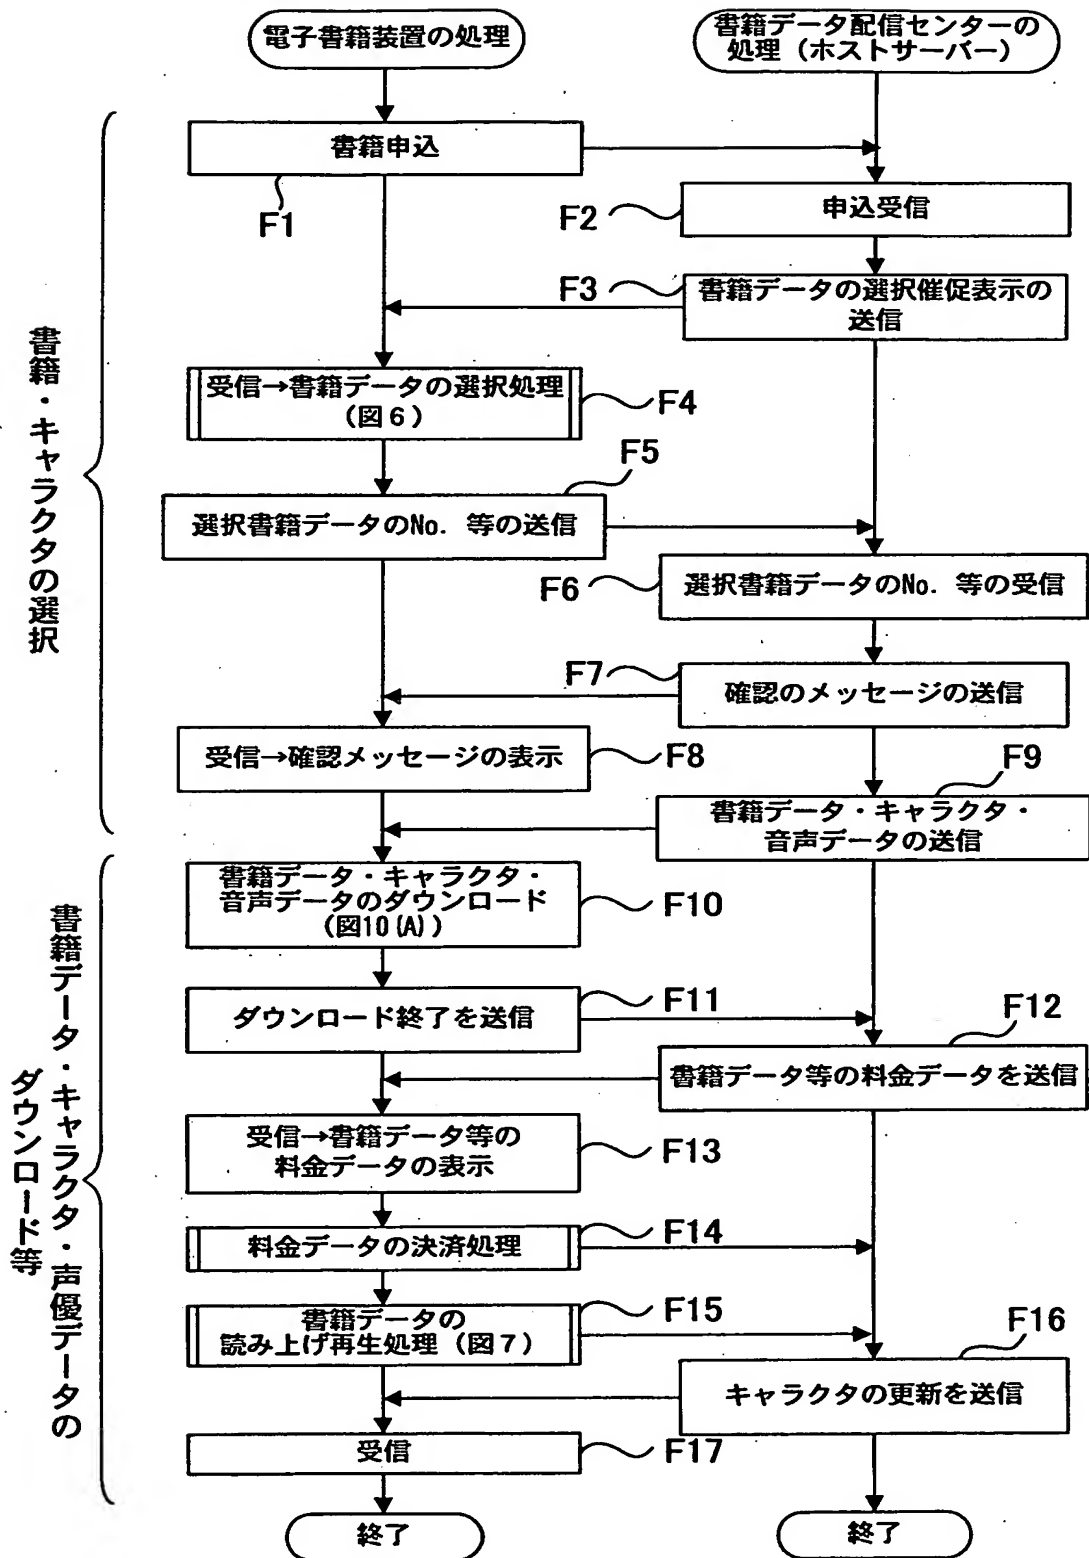 電子書籍装置の処理
書籍データ配信センターの
処理(ホストサーバー)
書籍申込
F1
F2
申込受信
F3
書籍データの選択催促表示の
送信
受信→書籍データの選択処理
(図6)
F4
F5
選択書籍データのNo. 等の送信
F6
選択書籍データのNo. 等の受信
F7
確認のメッセージの送信
受信→確認メッセージの表示
F8
F9
書籍データ・キャラクタ・
音声データの送信
書籍・キャラクタの選択
書籍データ・キャラクタ・
音声データのダウンロード
(図10(A))
F10
ダウンロード終了を送信
F11
F12
書籍データ等の料金データを送信
受信→書籍データ等の
料金データの表示
F13
料金データの決済処理
F14
書籍データの
読み上げ再生処理(図7)
F15
F16
キャラクタの更新を送信
受信
F17
書籍データ・キャラクタ・声優データの
ダウンロード等
終了
終了